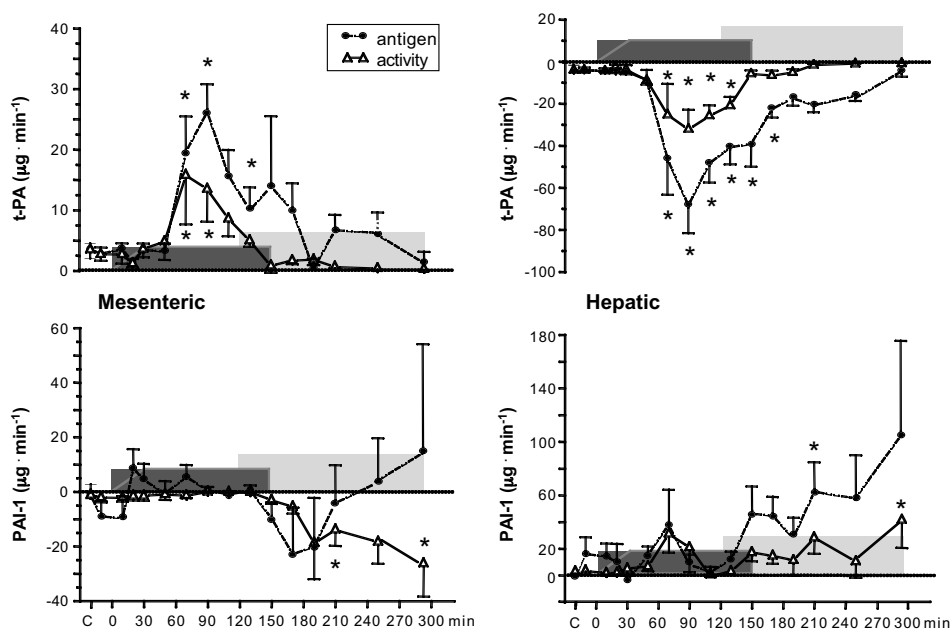 40
30
20
10
0
t-PA (µg · min-1)
antigen
activity
* * * * *
20
0
-20
-40
-60
-80
-100
t-PA (µg · min-1)
* * * *
* * * * * *
Mesenteric
Hepatic
60
40
20
0
-20
-40
PAI-1 (µg · min-1)
* *
C 0 30 60 90 120 150 180 210 240 270 300 min
180
140
100
60
20
0
-20
PAI-1 (µg · min-1)
* *
C 0 30 60 90 120 150 180 210 240 270 300 min